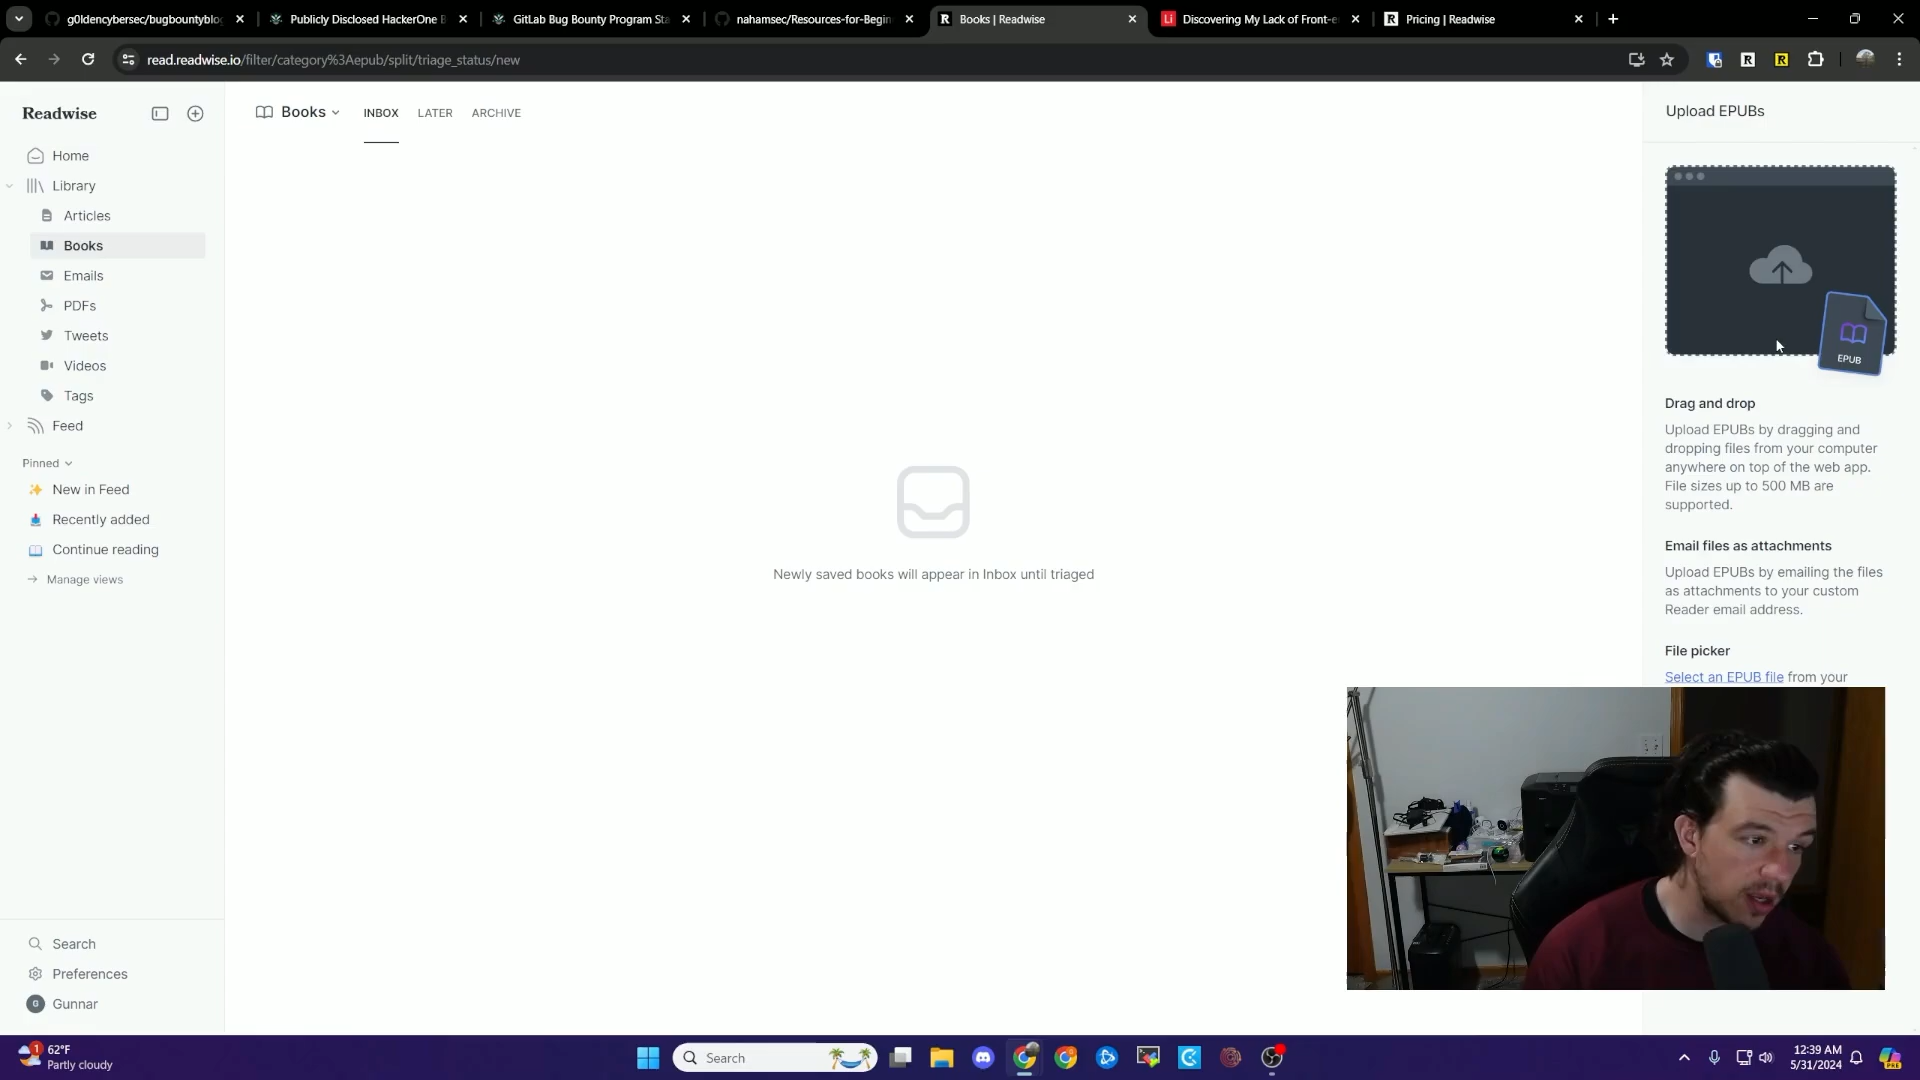 g0ldencybersec/bugbountyblog
Publicly Disclosed HackerOne B
GitLab Bug Bounty Program Sta
nahamsec/Resources-for-Begin
Books | Readwise
Discovering My Lack of Front-e
Pricing | Readwise
read.readwise.io/filter/category%3Aepub/split/triage_status/new
Readwise
Home
Library
Articles
Books
Emails
PDFs
Tweets
Videos
Tags
Feed
Pinned
New in Feed
Recently added
Continue reading
Manage views
Search
Preferences
G
Gunnar
Books
INBOX
LATER
ARCHIVE
Newly saved books will appear in Inbox until triaged
Upload EPUBs
EPUB
Drag and drop
Upload EPUBs by dragging and
dropping files from your computer
anywhere on top of the web app.
File sizes up to 500 MB are
supported.
Email files as attachments
Upload EPUBs by emailing the files
as attachments to your custom
Reader email address.
File picker
Select an EPUB file from your
1
62°F
Partly cloudy
Search
12:39 AM
5/31/2024
PRE